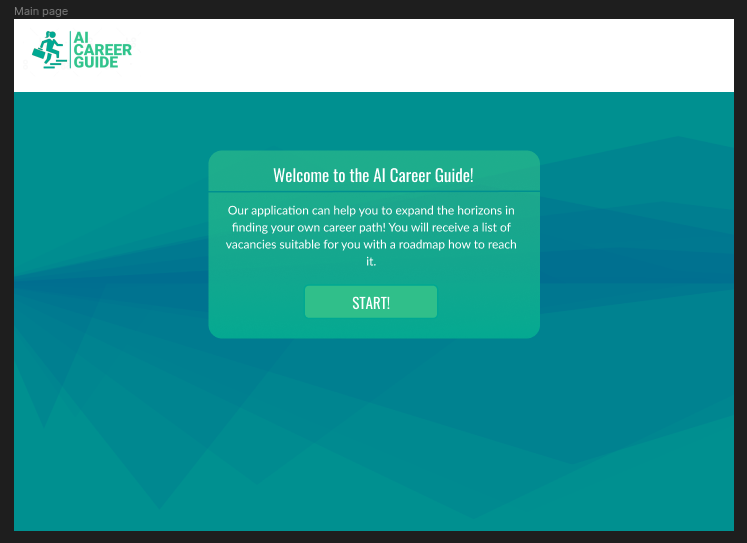 Main page
AI
CAREER
GUIDE
Welcome to the AI Career Guide!
Our application can help you to expand the horizons in
finding your own career path! You will receive a list of
vacancies suitable for you with a roadmap how to reach
it.
START!